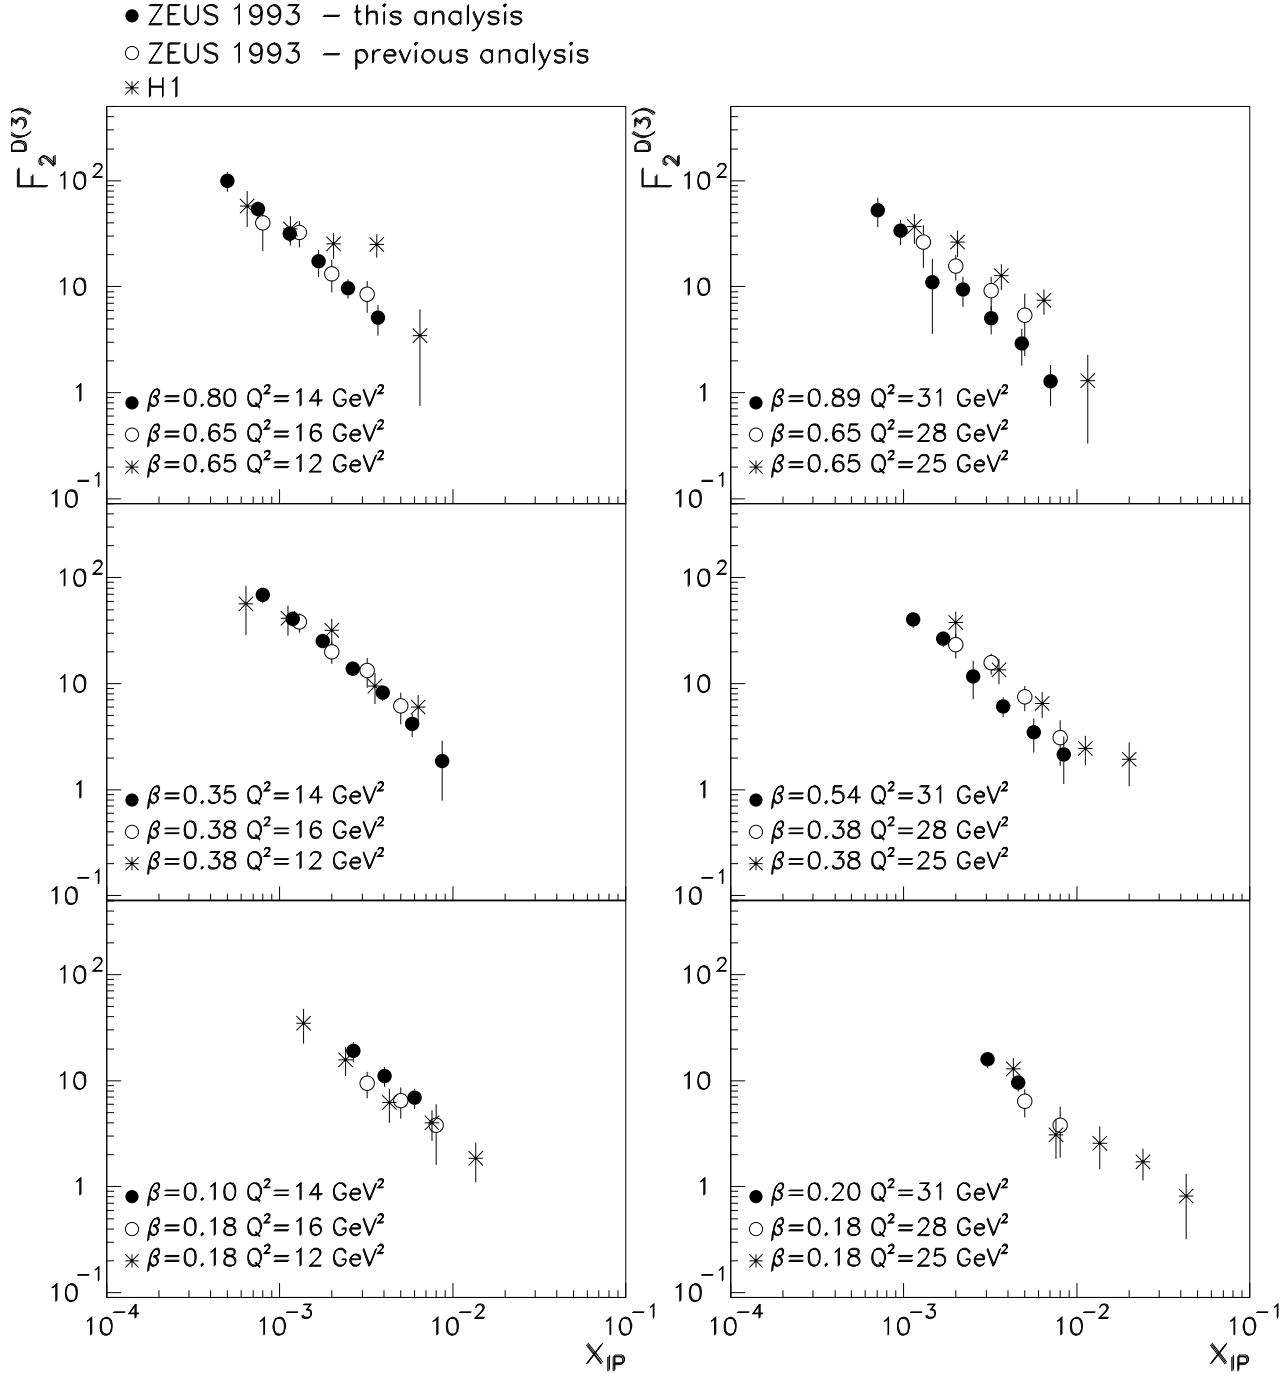 ● ZEUS 1993 – this analysis
○ ZEUS 1993 – previous analysis
✳ H1
F₂^D(3)
10²
10
1
10⁻¹
● β=0.80 Q²=14 GeV²
○ β=0.65 Q²=16 GeV²
✳ β=0.65 Q²=12 GeV²
F₂^D(3)
10²
10
1
10⁻¹
● β=0.89 Q²=31 GeV²
○ β=0.65 Q²=28 GeV²
✳ β=0.65 Q²=25 GeV²
10²
10
1
10⁻¹
● β=0.35 Q²=14 GeV²
○ β=0.38 Q²=16 GeV²
✳ β=0.38 Q²=12 GeV²
10²
10
1
10⁻¹
● β=0.54 Q²=31 GeV²
○ β=0.38 Q²=28 GeV²
✳ β=0.38 Q²=25 GeV²
10²
10
1
10⁻¹
● β=0.10 Q²=14 GeV²
○ β=0.18 Q²=16 GeV²
✳ β=0.18 Q²=12 GeV²
10⁻⁴ 10⁻³ 10⁻² 10⁻¹
X_IP
10²
10
1
10⁻¹
● β=0.20 Q²=31 GeV²
○ β=0.18 Q²=28 GeV²
✳ β=0.18 Q²=25 GeV²
10⁻⁴ 10⁻³ 10⁻² 10⁻¹
X_IP